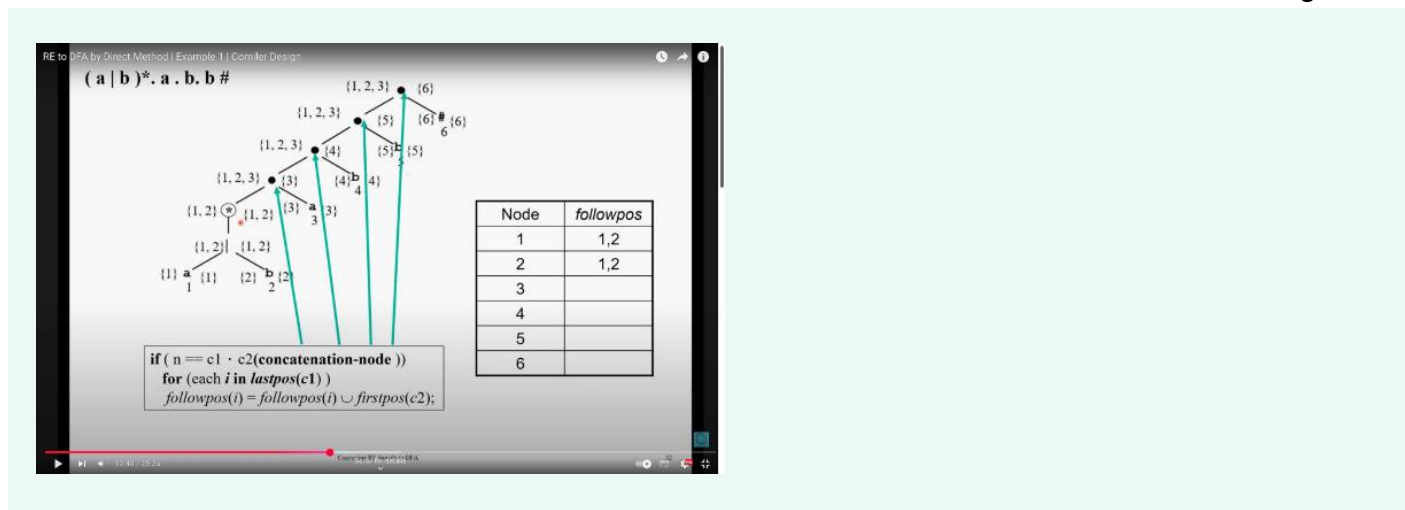 RE to DFA by Direct Method | Example 1 | Comiler Design
( a | b )*. a . b. b #
{1, 2, 3} {6}
{1, 2, 3} {5} {6} # {6}
6
{1, 2, 3} {4} {5} b {5}
5
{1, 2, 3} {3} {4} b {4}
4
{1, 2} * {1, 2} {3} a {3}
3
{1, 2} | {1, 2}
{1} a {1} {2} b {2}
1 2
Node followpos
1 1,2
2 1,2
3
4
5
6
if ( n == c1 · c2(concatenation-node ))
for (each i in lastpos(c1) )
followpos(i) = followpos(i) ∪ firstpos(c2);
32